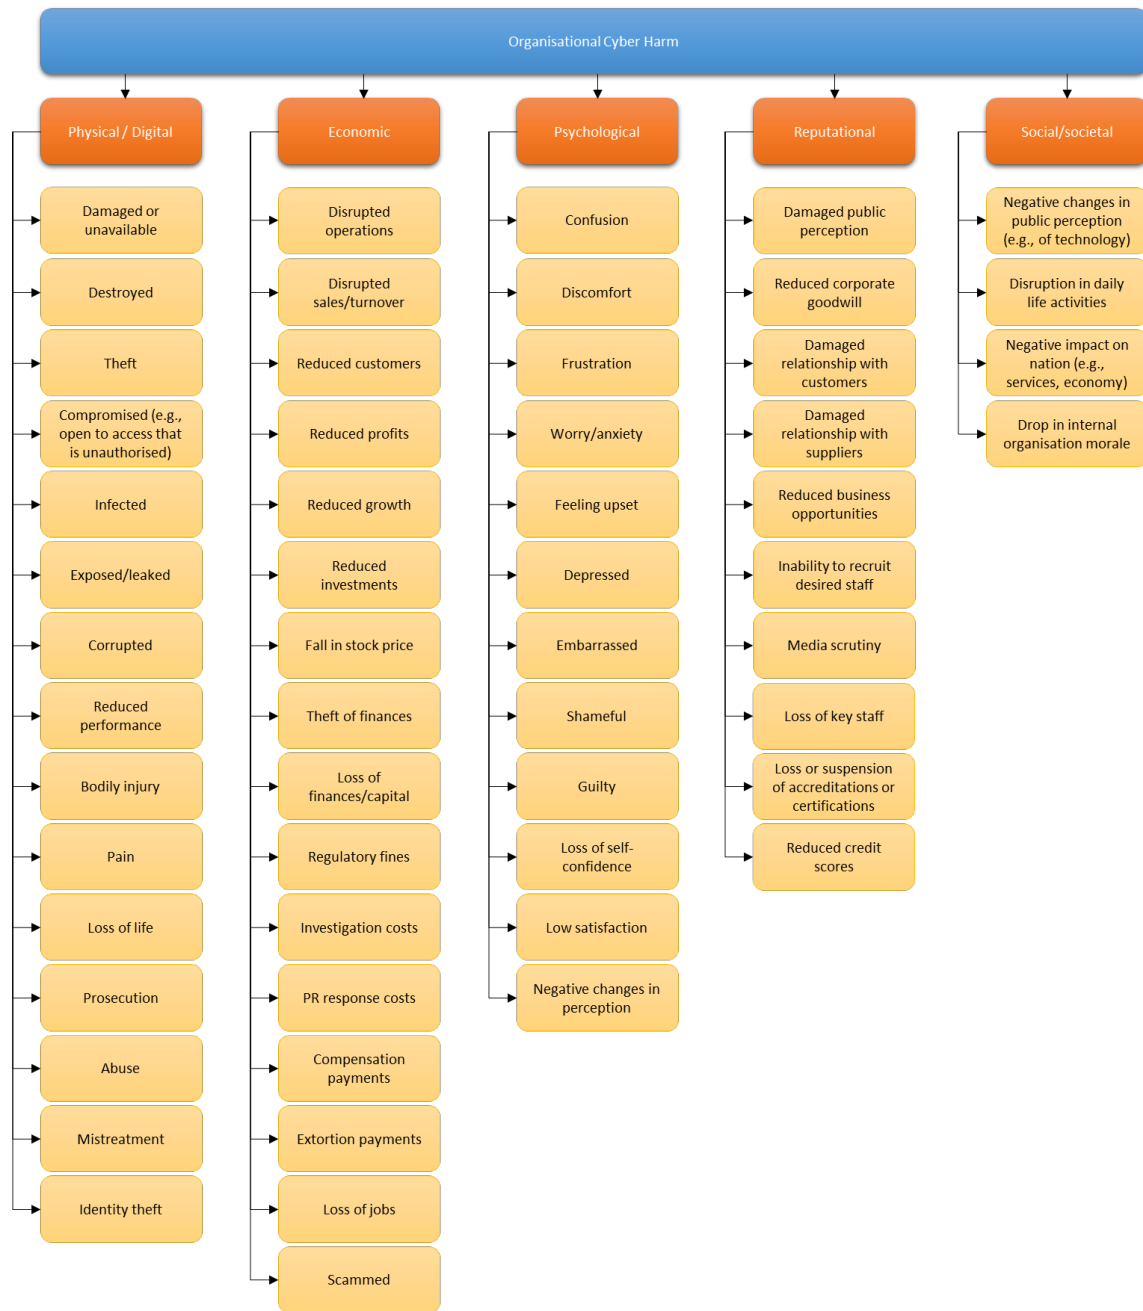 Organisational Cyber Harm
Physical / Digital
Economic
Psychological
Reputational
Social/societal
Damaged or
unavailable
Destroyed
Theft
Compromised (e.g.,
open to access that
is unauthorised)
Infected
Exposed/leaked
Corrupted
Reduced
performance
Bodily injury
Pain
Loss of life
Prosecution
Abuse
Mistreatment
Identity theft
Disrupted
operations
Disrupted
sales/turnover
Reduced customers
Reduced profits
Reduced growth
Reduced
investments
Fall in stock price
Theft of finances
Loss of
finances/capital
Regulatory fines
Investigation costs
PR response costs
Compensation
payments
Extortion payments
Loss of jobs
Scammed
Confusion
Discomfort
Frustration
Worry/anxiety
Feeling upset
Depressed
Embarrassed
Shameful
Guilty
Loss of self-
confidence
Low satisfaction
Negative changes in
perception
Damaged public
perception
Reduced corporate
goodwill
Damaged
relationship with
customers
Damaged
relationship with
suppliers
Reduced business
opportunities
Inability to recruit
desired staff
Media scrutiny
Loss of key staff
Loss or suspension
of accreditations or
certifications
Reduced credit
scores
Negative changes in
public perception
(e.g., of technology)
Disruption in daily
life activities
Negative impact on
nation (e.g.,
services, economy)
Drop in internal
organisation morale